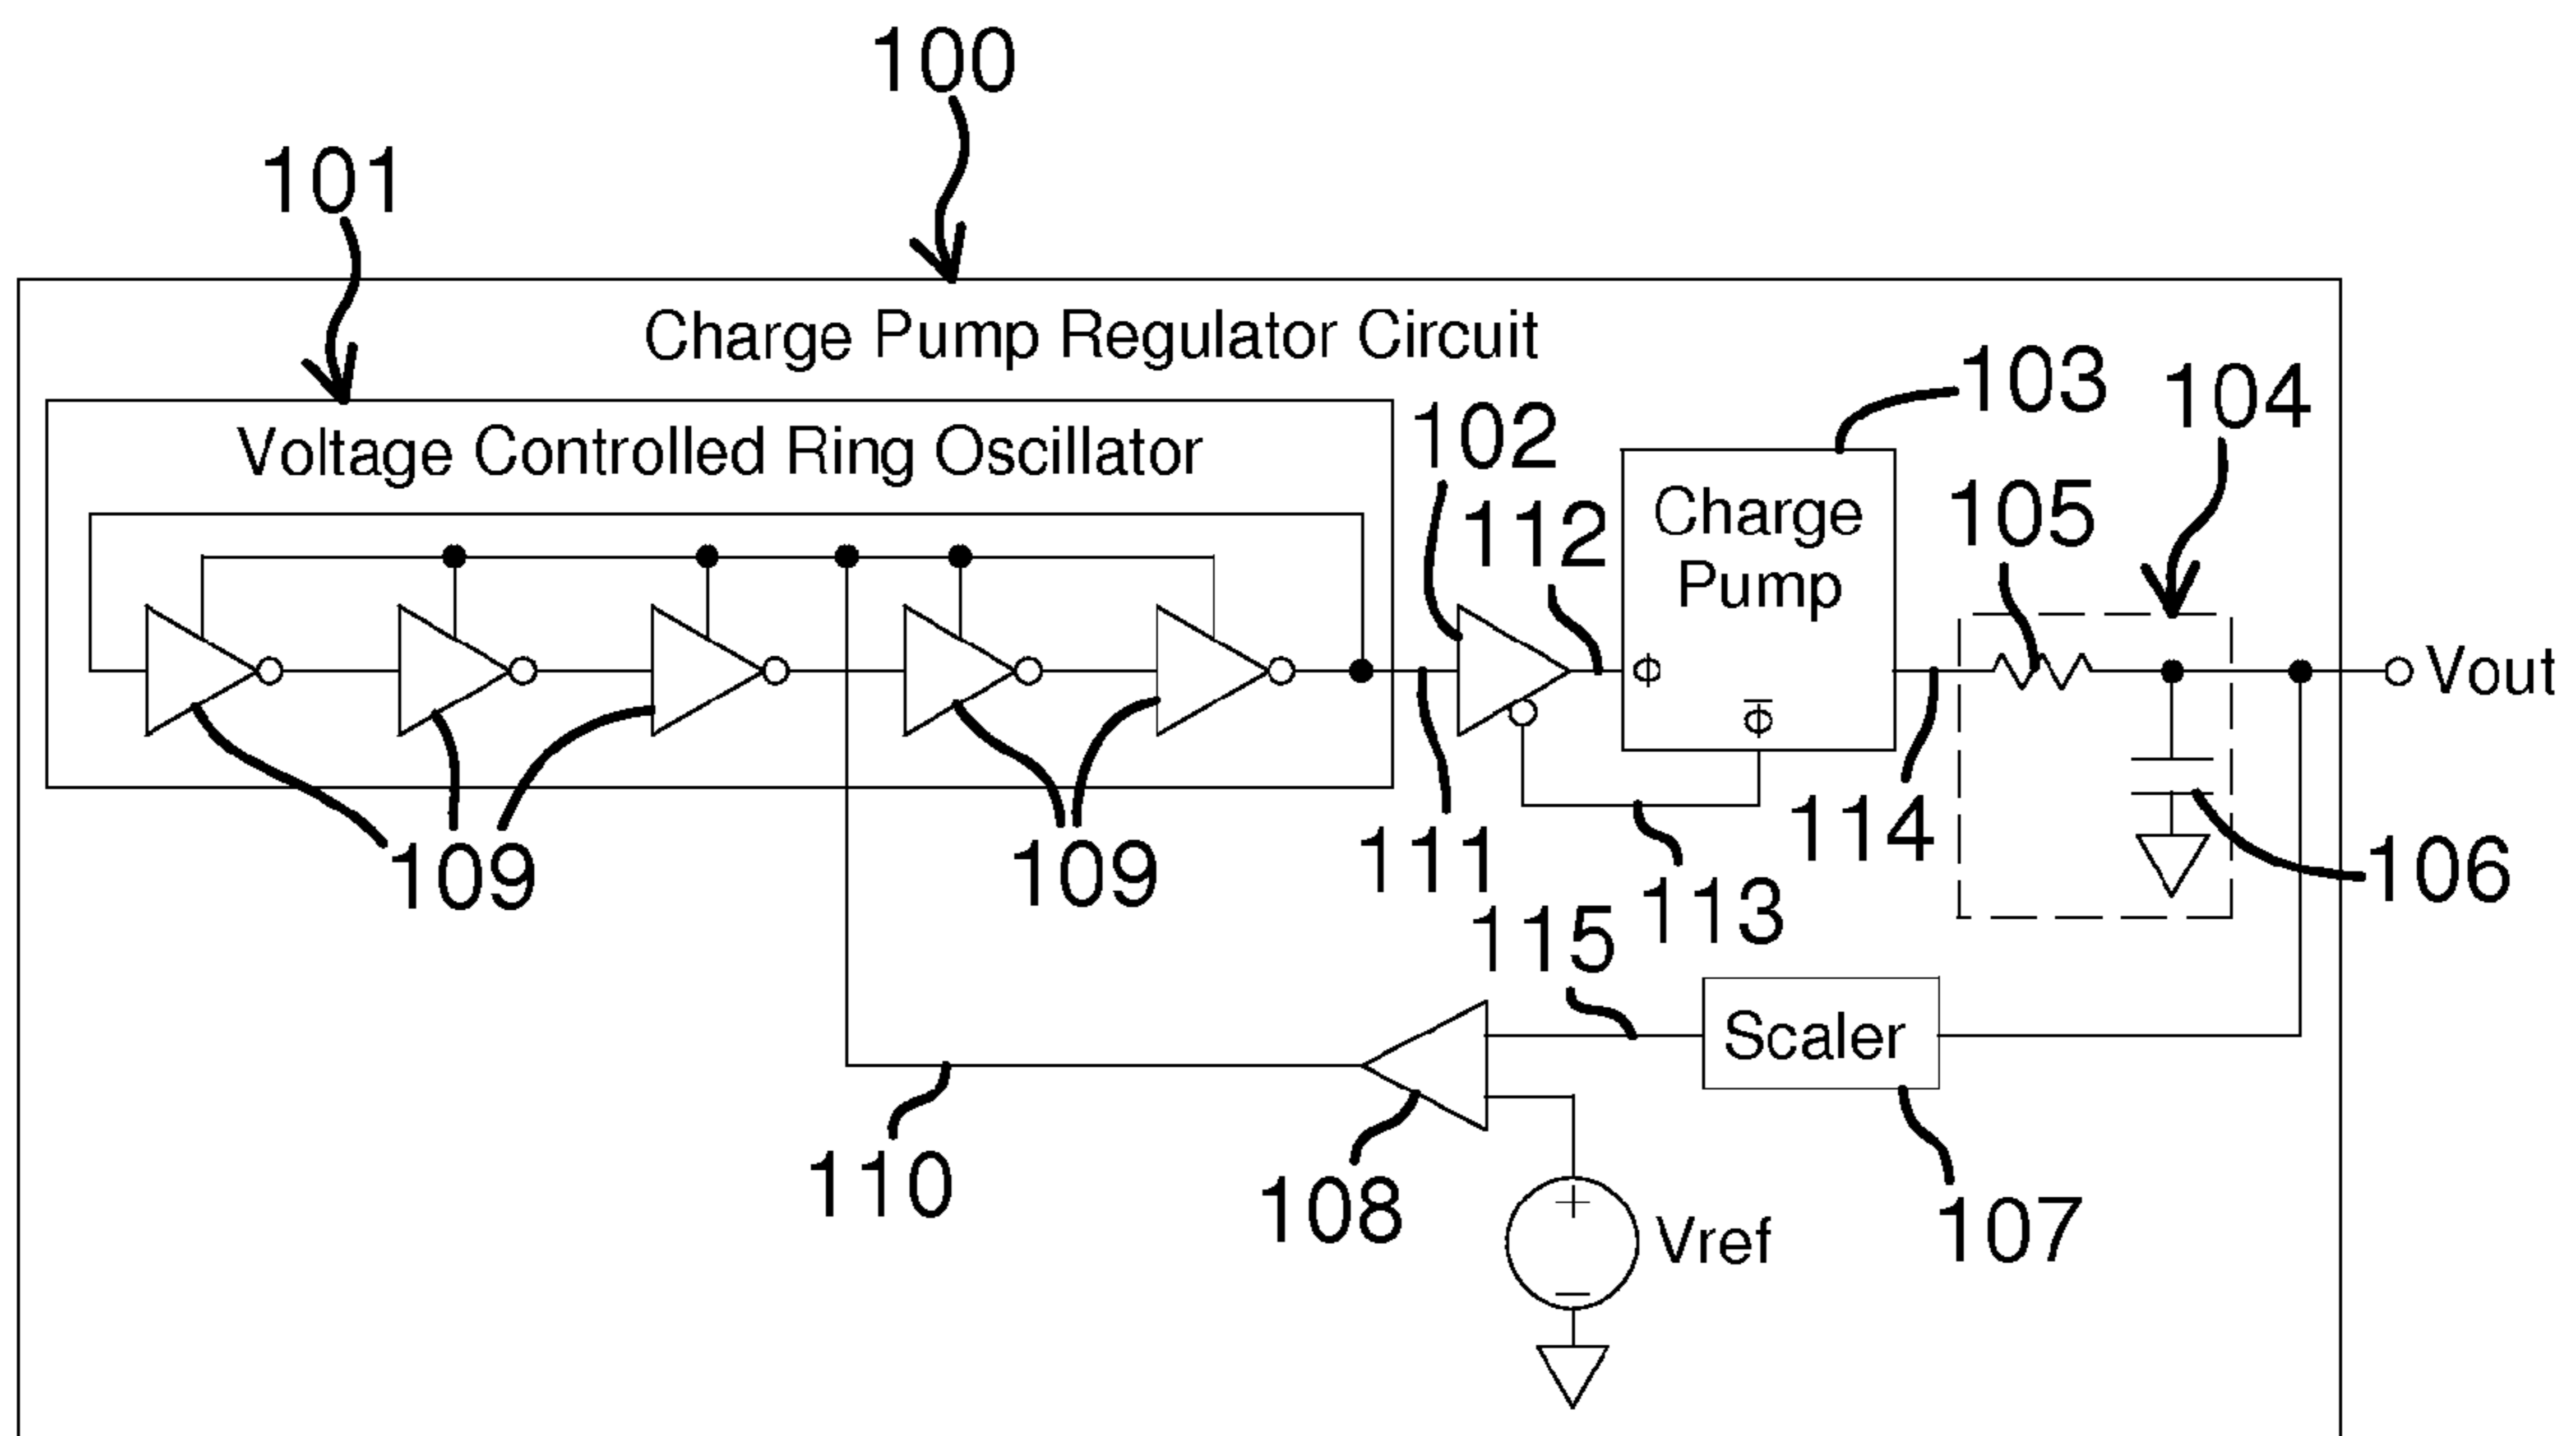 100
101
Charge Pump Regulator Circuit
103
104
Voltage Controlled Ring Oscillator
102
105
112
Charge
Pump
Φ
Φ̅
Vout
109
109
111
113
114
106
115
Scaler
110
108
107
+
Vref
−